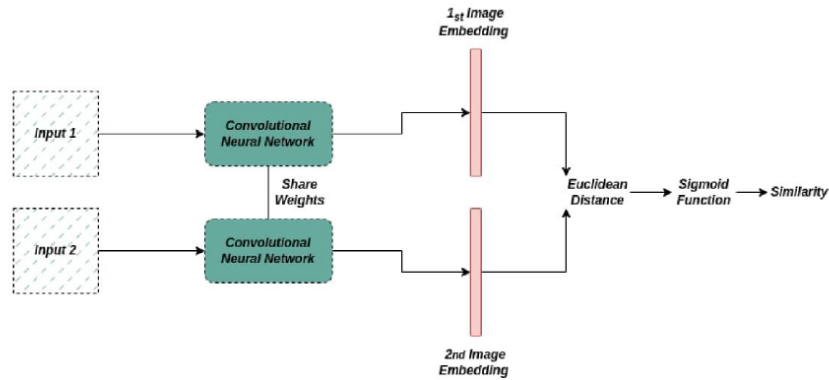 1st Image
Embedding
Input 1
Convolutional
Neural Network
Share
Weights
Euclidean
Distance
Sigmoid
Function
Similarity
Input 2
Convolutional
Neural Network
2nd Image
Embedding